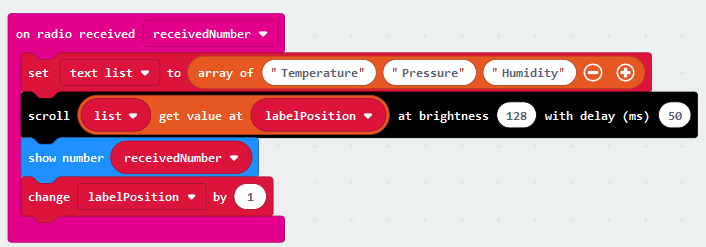 on radio received receivedNumber
set text list to array of "Temperature" "Pressure" "Humidity"
scroll list get value at labelPosition at brightness 128 with delay (ms) 50
show number receivedNumber
change labelPosition by 1